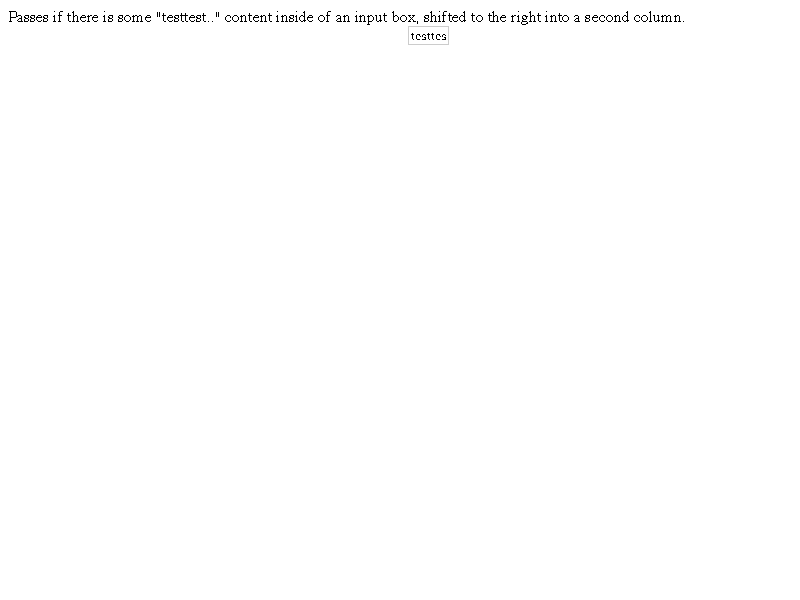 Passes if there is some "testtest.." content inside of an input box, shifted to the right into a second column.
testtes